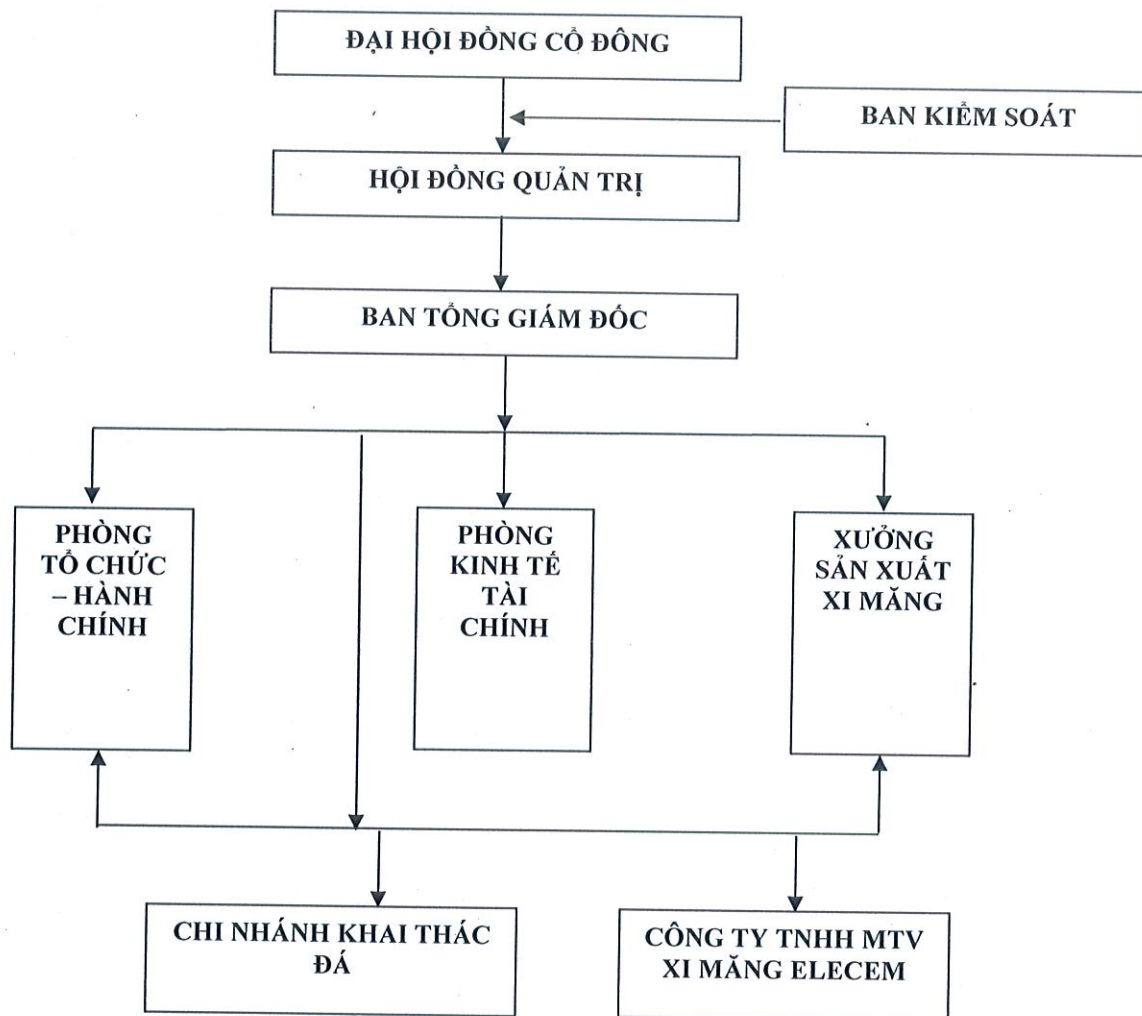 ĐẠI HỘI ĐỒNG CỔ ĐÔNG
BAN KIỂM SOÁT
HỘI ĐỒNG QUẢN TRỊ
BAN TỔNG GIÁM ĐỐC
PHÒNG
TỔ CHỨC
– HÀNH
CHÍNH
PHÒNG
KINH TẾ
TÀI
CHÍNH
XƯỞNG
SẢN XUẤT
XI MĂNG
CHI NHÁNH KHAI THÁC
ĐÁ
CÔNG TY TNHH MTV
XI MĂNG ELECEM